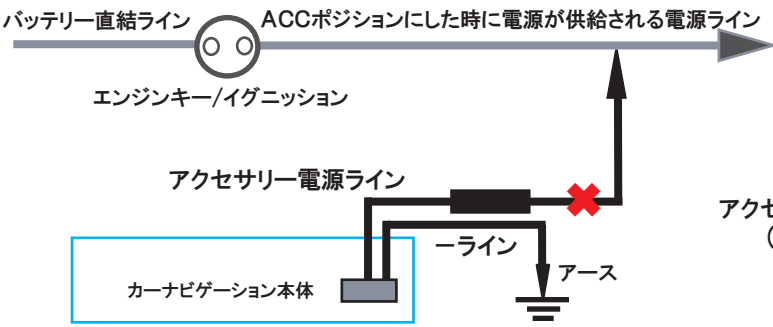 バッテリー直結ライン
ACCポジションにした時に電源が供給される電源ライン
エンジンキー/イグニッション
アクセサリー電源ライン
アクセ
(
ーライン
アース
カーナビゲーション本体